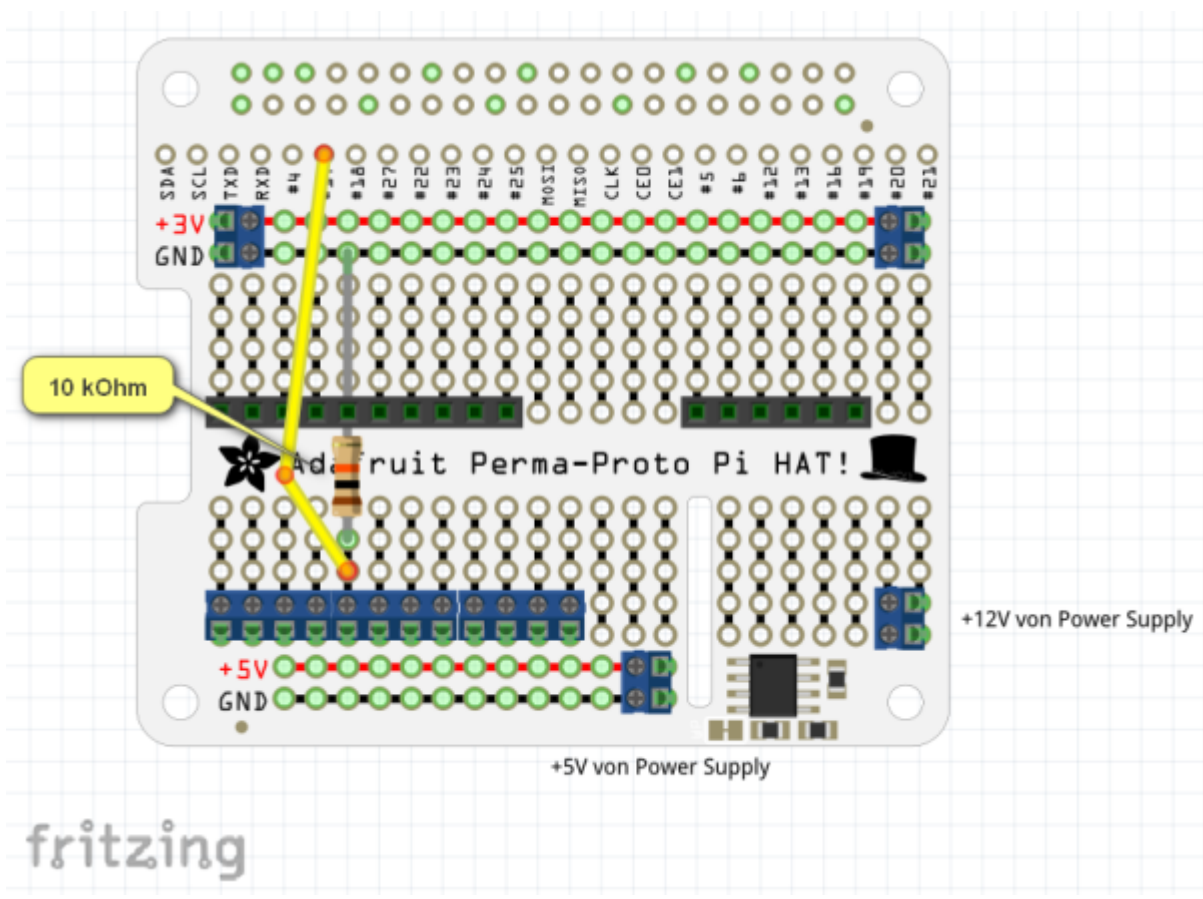 SDA SCL TXD RXD #4 #18 #27 #22 #23 #24 #25 MOSI MISO CLK CE0 CE1 #5 #6 #12 #13 #16 #19 #20 #21
+3V
GND
10 kOhm
Adafruit Perma-Proto Pi HAT!
+12V von Power Supply
+5V
GND
+5V von Power Supply
fritzing